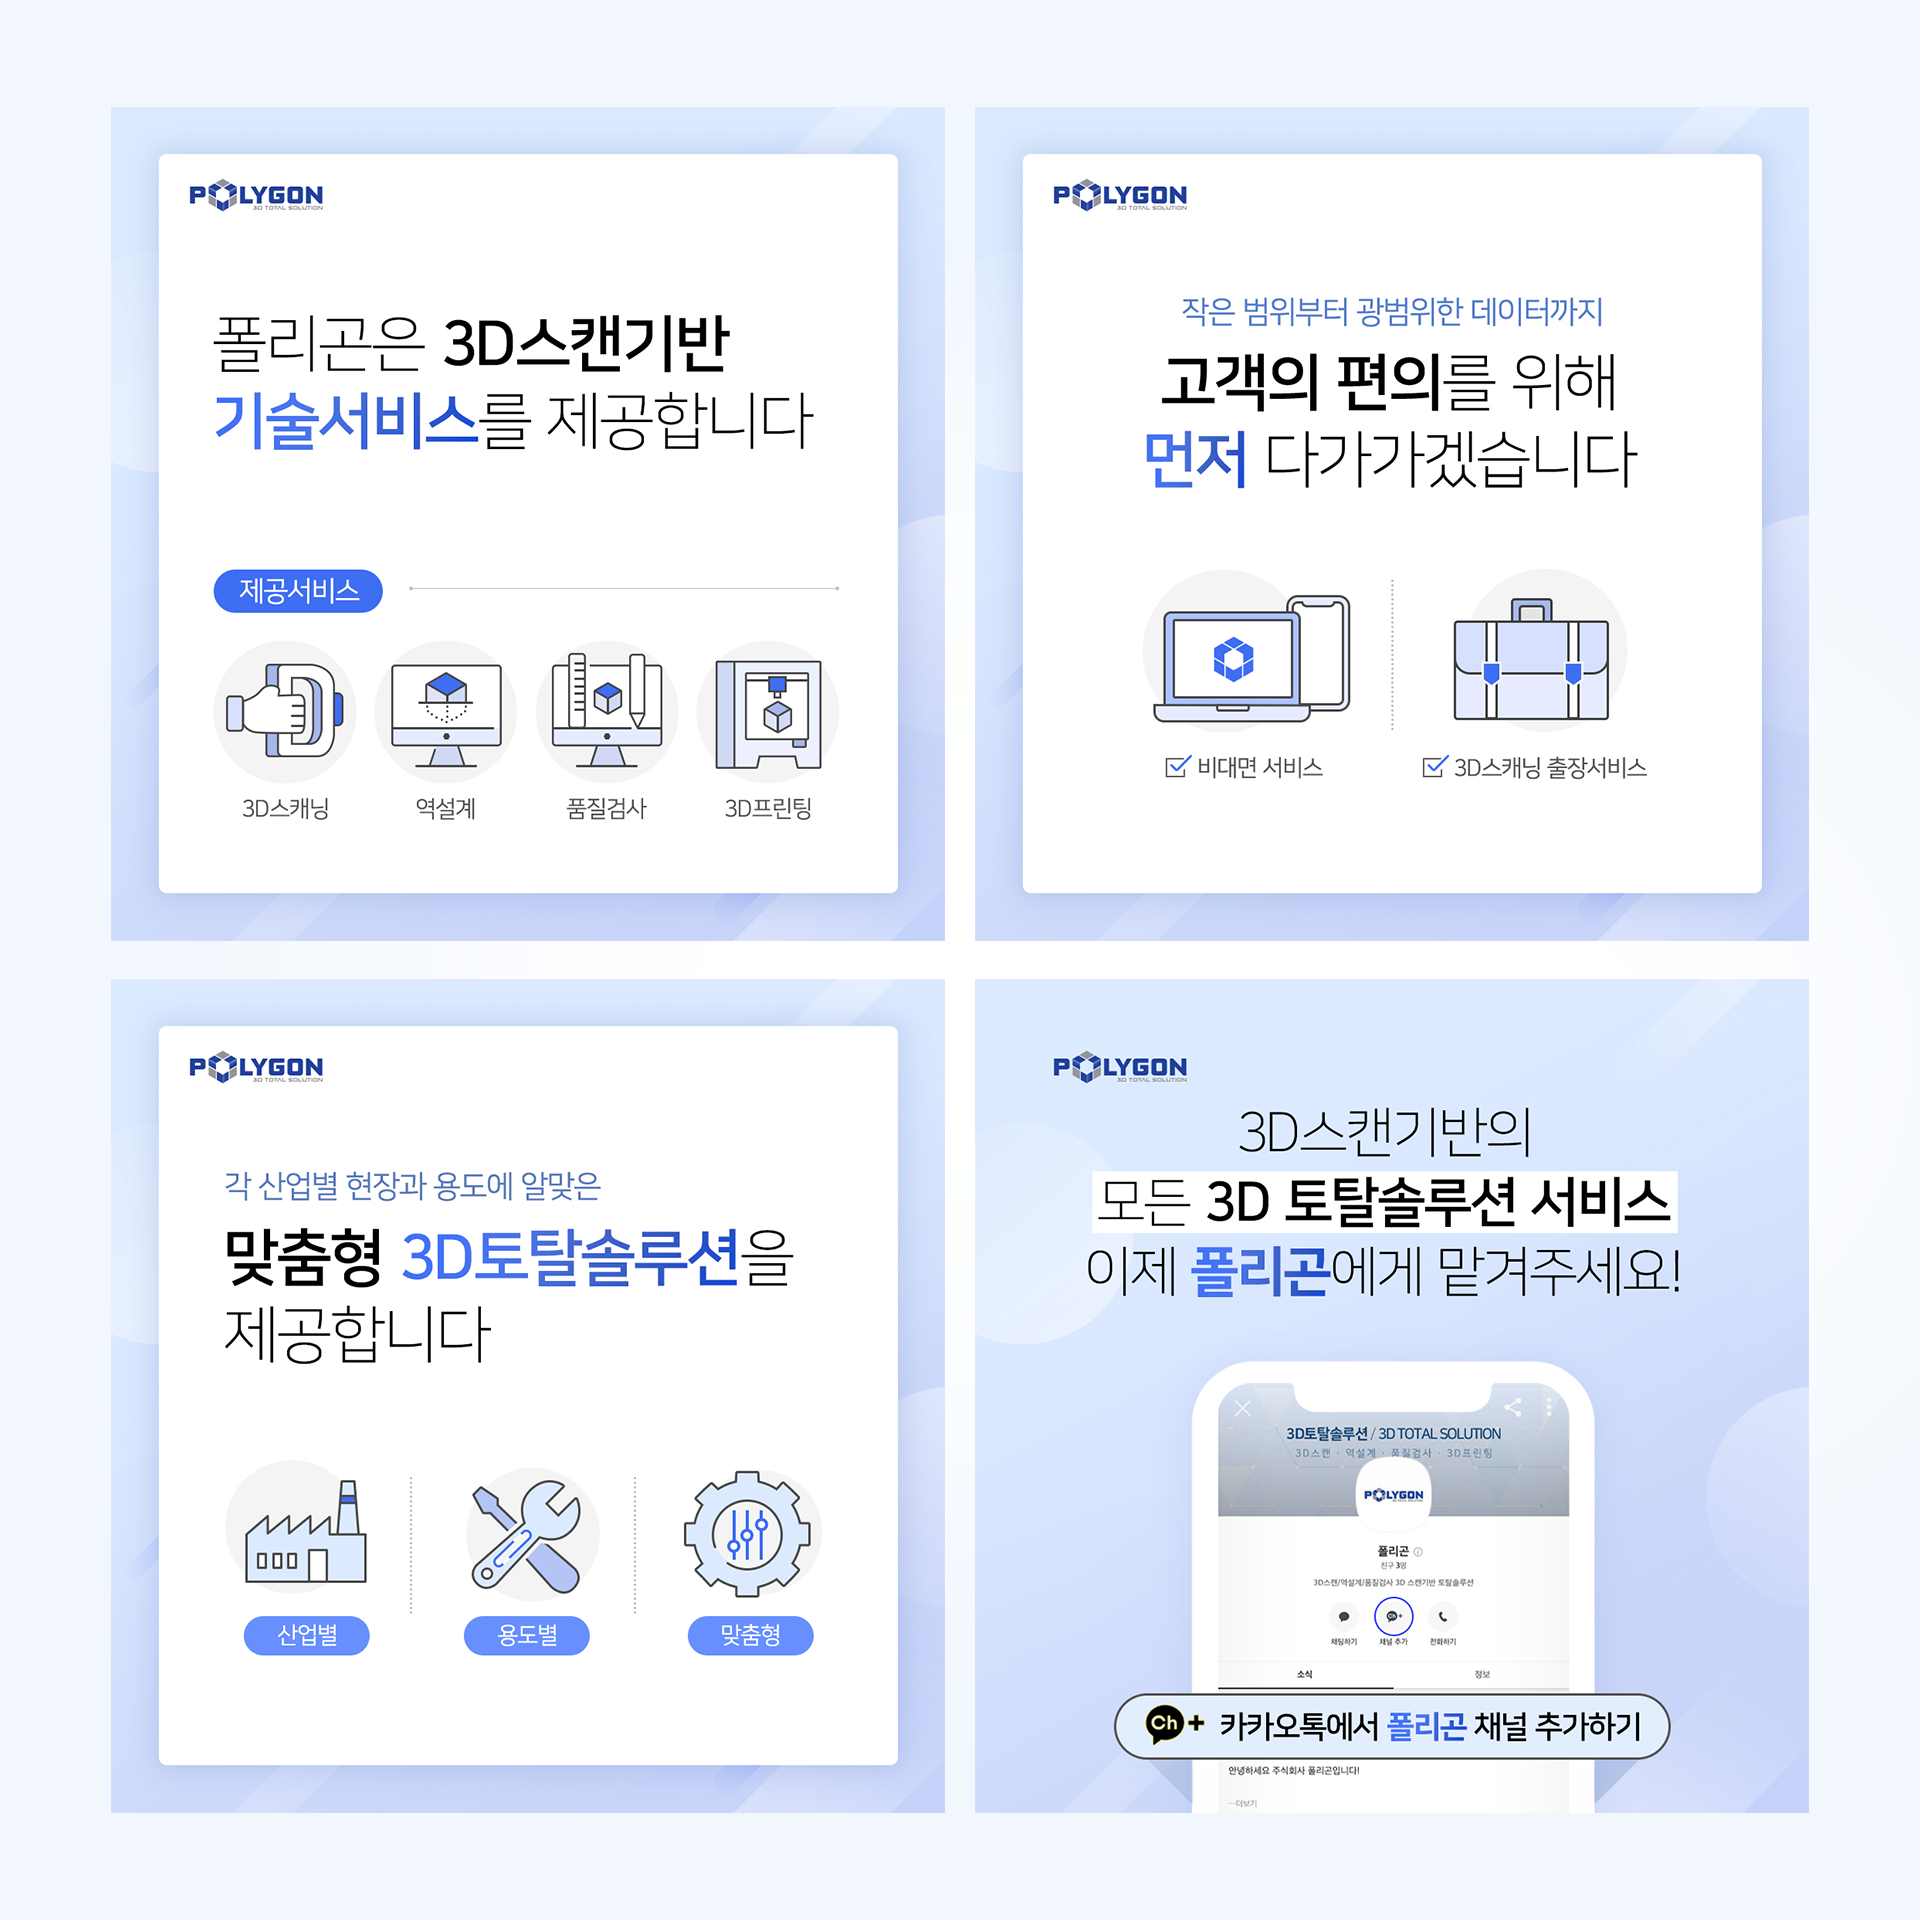 POLYGON
3D TOTAL SOLUTION
폴리곤은 3D스캔기반
기술서비스를 제공합니다
제공서비스
3D스캐닝
역설계
품질검사
3D프린팅
POLYGON
3D TOTAL SOLUTION
작은 범위부터 광범위한 데이터까지
고객의 편의를 위해
먼저 다가가겠습니다
비대면 서비스
3D스캐닝 출장서비스
POLYGON
3D TOTAL SOLUTION
각 산업별 현장과 용도에 알맞은
맞춤형 3D토탈솔루션을
제공합니다
산업별
용도별
맞춤형
POLYGON
3D TOTAL SOLUTION
3D스캔기반의
모든 3D 토탈솔루션 서비스
이제 폴리곤에게 맡겨주세요!
3D토탈솔루션 / 3D TOTAL SOLUTION
3D스캔 · 역설계 · 품질검사 · 3D프린팅
POLYGON
폴리곤
친구 3명
3D스캔/역설계/품질검사 3D 스캔기반 토탈솔루션
Ch+
채팅하기
채널 추가
전화하기
소식
정보
Ch+ 카카오톡에서 폴리곤 채널 추가하기
안녕하세요 주식회사 폴리곤입니다!
···더보기